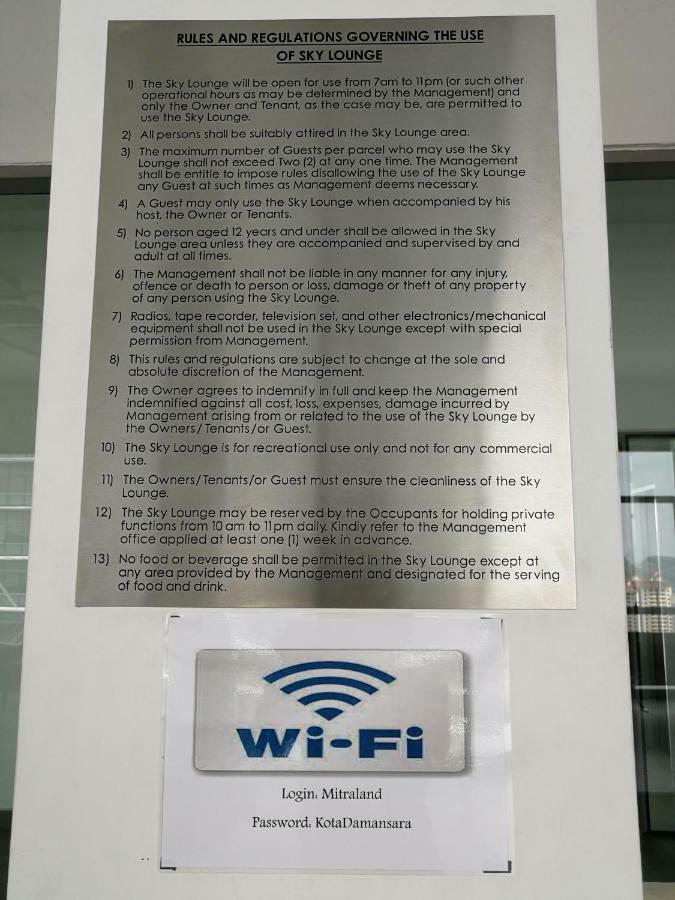 RULES AND REGULATIONS GOVERNING THE USE
OF SKY LOUNGE
1) The Sky Lounge will be open for use from 7am to 11pm (or such other
operational hours as may be determined by the Management) and
only the Owner and Tenant, as the case may be, are permitted to
use the Sky Lounge.
2) All persons shall be suitably attired in the Sky Lounge area.
3) The maximum number of Guests per parcel who may use the Sky
Lounge shall not exceed Two (2) at any one time. The Management
shall be entitle to impose rules disallowing the use of the Sky Lounge
any Guest at such times as Management deems necessary.
4) A Guest may only use the Sky Lounge when accompanied by his
host, the Owner or Tenants.
5) No person aged 12 years and under shall be allowed in the Sky
Lounge area unless they are accompanied and supervised by and
adult at all times.
6) The Management shall not be liable in any manner for any injury,
offence or death to person or loss, damage or theft of any property
of any person using the Sky Lounge.
7) Radios, tape recorder, television set, and other electronics/mechanical
equipment shall not be used in the Sky Lounge except with special
permission from Management.
8) This rules and regulations are subject to change at the sole and
absolute discretion of the Management.
9) The Owner agrees to indemnify in full and keep the Management
indemnified against all cost, loss, expenses, damage incurred by
Management arising from or related to the use of the Sky Lounge by
the Owners/Tenants/or Guest.
10) The Sky Lounge is for recreational use only and not for any commercial
use.
11) The Owners/Tenants/or Guest must ensure the cleanliness of the Sky
Lounge.
12) The Sky Lounge may be reserved by the Occupants for holding private
functions from 10 am to 11pm daily. Kindly refer to the Management
office applied at least one (1) week in advance.
13) No food or beverage shall be permitted in the Sky Lounge except at
any area provided by the Management and designated for the serving
of food and drink.
Wi-Fi
Login: Mitraland
Password: KotaDamansara